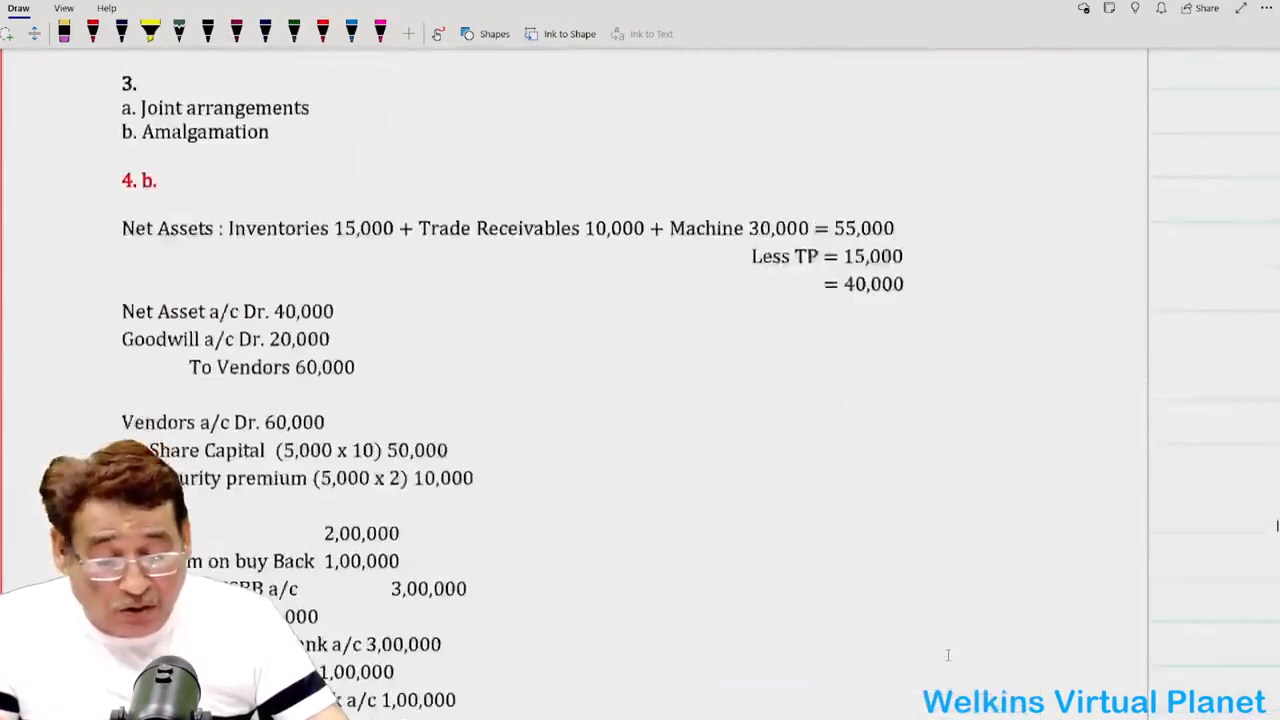 Draw View Help Share
Shapes Ink to Shape Ink to Text
3.
a. Joint arrangements
b. Amalgamation
4. b.
Net Assets : Inventories 15,000 + Trade Receivables 10,000 + Machine 30,000 = 55,000
Less TP = 15,000
= 40,000
Net Asset a/c Dr. 40,000
Goodwill a/c Dr. 20,000
To Vendors 60,000
Vendors a/c Dr. 60,000
Share Capital (5,000 x 10) 50,000
premium (5,000 x 2) 10,000
2,00,000
on buy Back 1,00,000
a/c 3,00,000
a/c 3,00,000
1,00,000
a/c 1,00,000
Welkins Virtual Planet